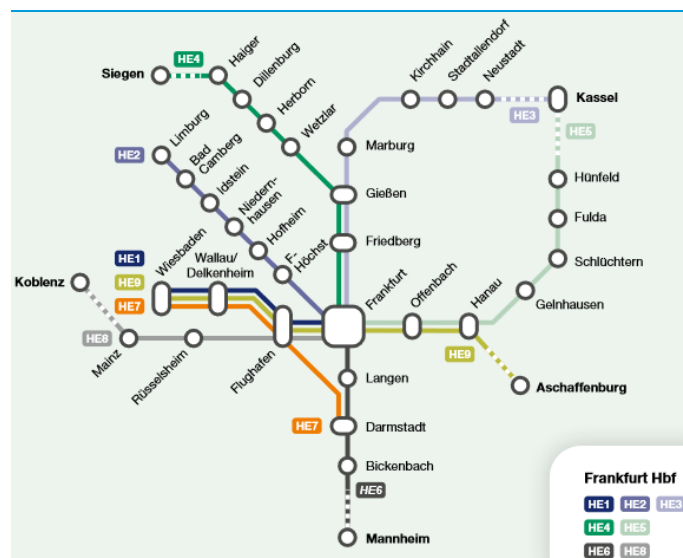 HE4
Haiger
Siegen
Dillenburg
Herborn
Wetzlar
Kirchhain
Stadtallendorf
Neustadt
Kassel
HE3
HE5
HE2
Limburg
Bad
Camberg
Idstein
Niedern-
hausen
Hofheim
F-
Höchst
Marburg
Gießen
Friedberg
Hünfeld
Fulda
Schlüchtern
Gelnhausen
HE1
HE9
HE7
Wiesbaden
Wallau/
Delkenheim
Koblenz
Frankfurt
Offenbach
Hanau
HE8
Mainz
Rüsselsheim
Flughafen
HE9
Aschaffenburg
Langen
HE7
Darmstadt
Bickenbach
HE6
Mannheim
Frankfurt Hbf
HE1 HE2 HE3
HE4 HE5
HE6 HE8